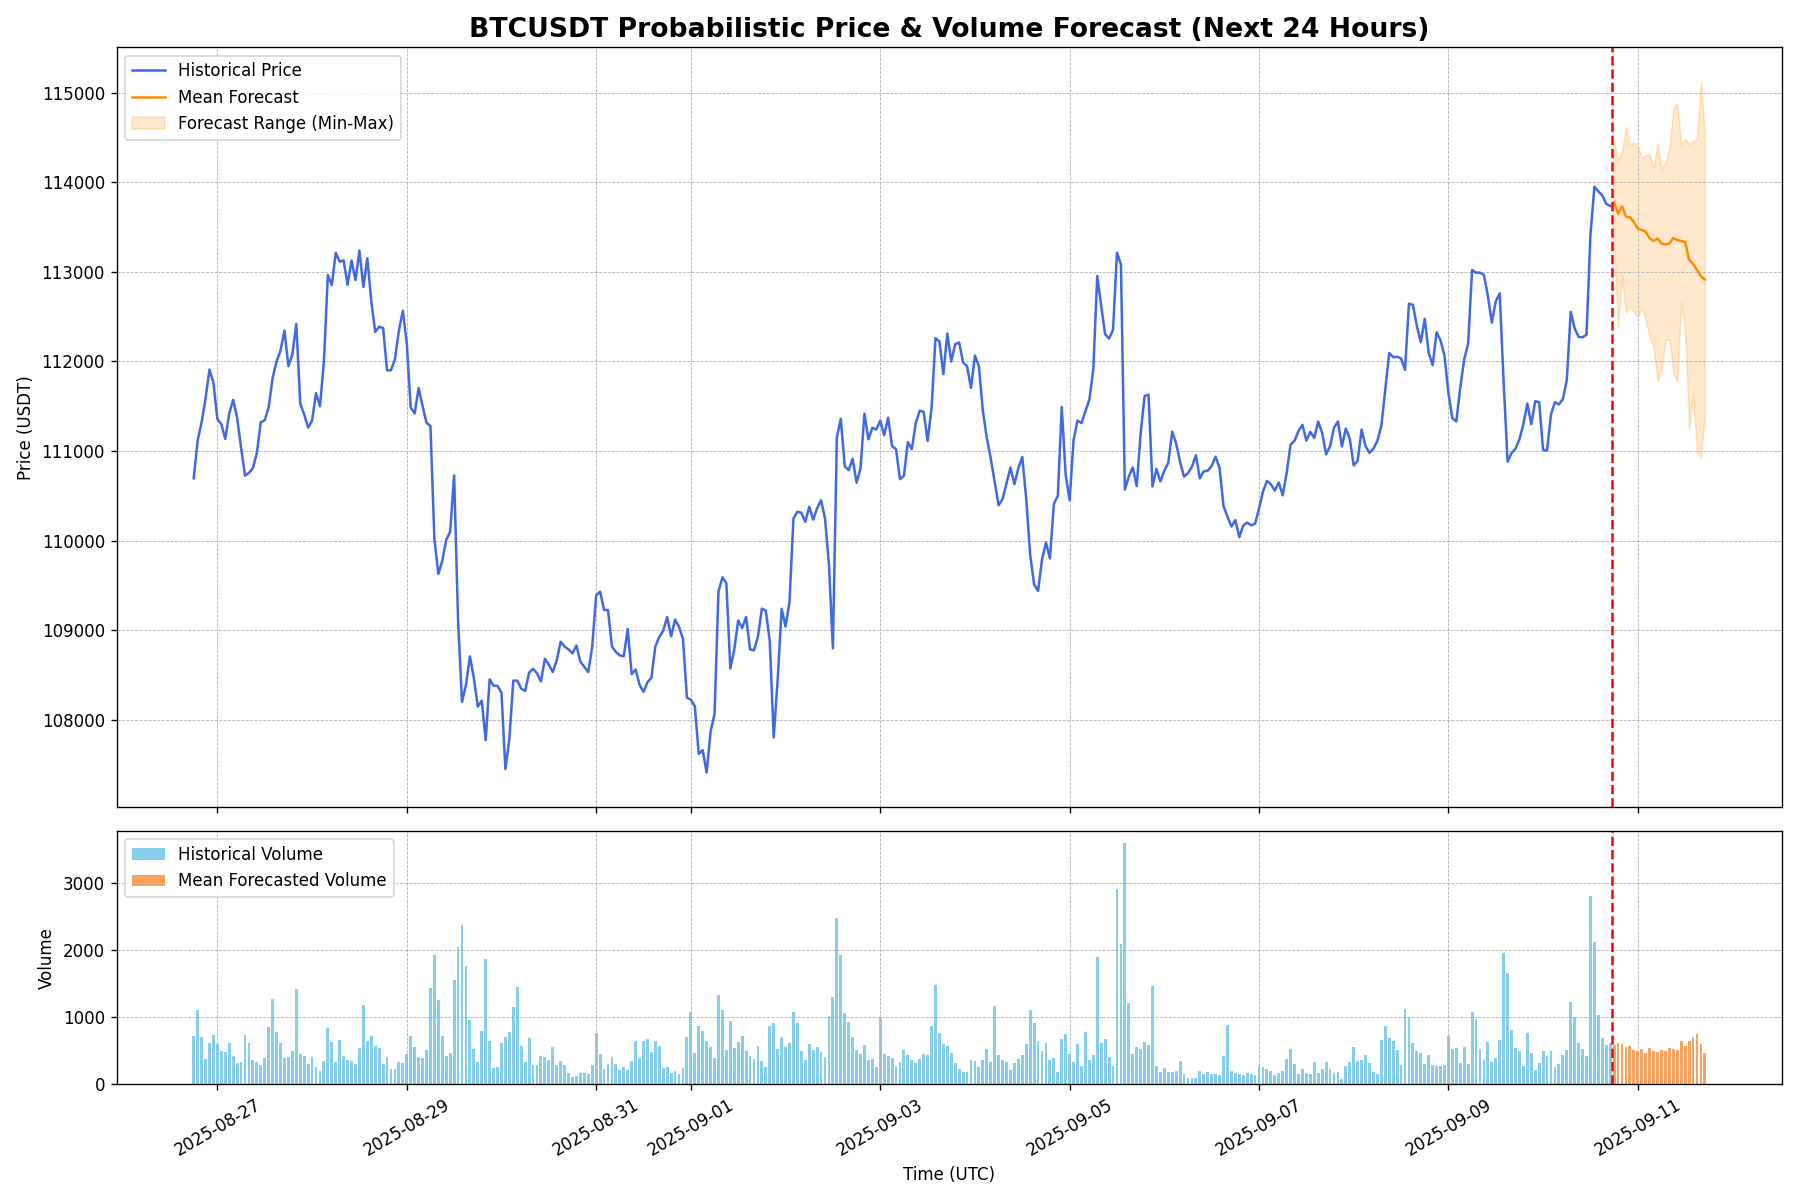 BTCUSDT Probabilistic Price & Volume Forecast (Next 24 Hours)
Historical Price
Mean Forecast
Forecast Range (Min-Max)
115000
114000
113000
112000
111000
110000
109000
108000
Price (USDT)
Historical Volume
Mean Forecasted Volume
3000
2000
1000
0
Volume
2025-08-27
2025-08-29
2025-08-31
2025-09-01
2025-09-03
2025-09-05
2025-09-07
2025-09-09
2025-09-11
Time (UTC)